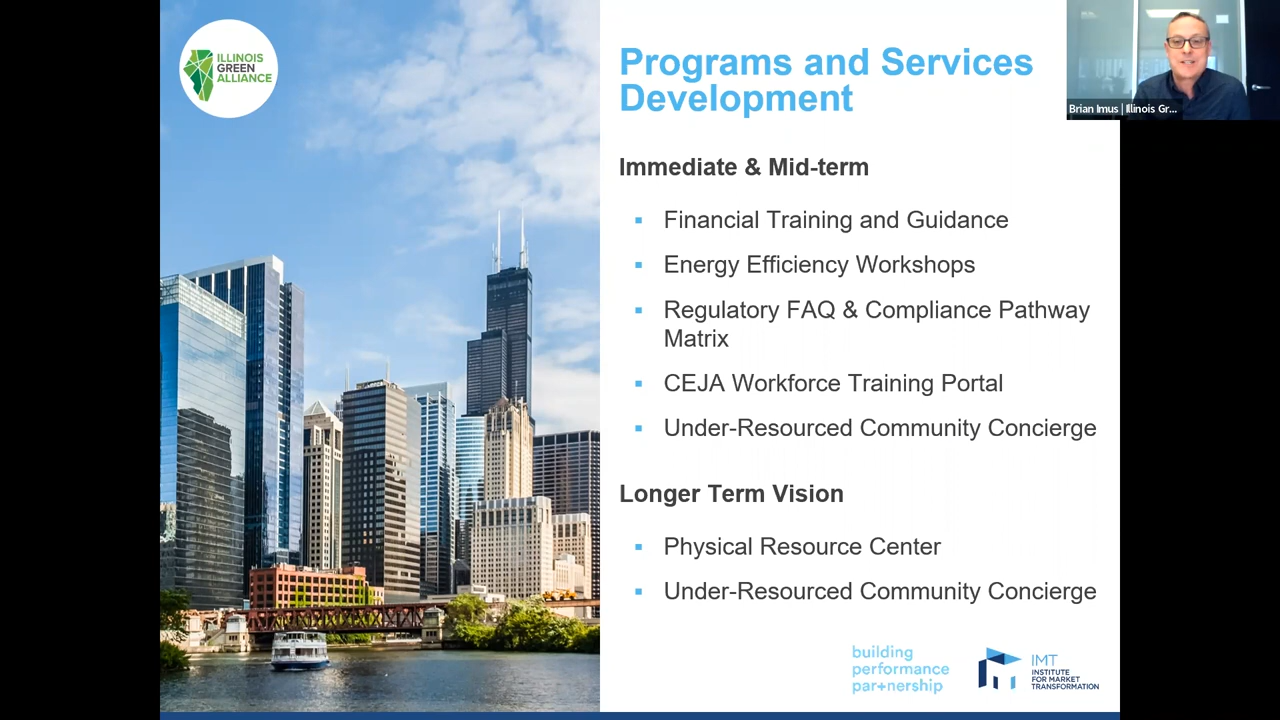 ILLINOIS
GREEN
ALLIANCE
Programs and Services
Development
Brian Imus | Illinois Gr...
Immediate & Mid-term
▪ Financial Training and Guidance
▪ Energy Efficiency Workshops
▪ Regulatory FAQ & Compliance Pathway
Matrix
▪ CEJA Workforce Training Portal
▪ Under-Resourced Community Concierge
Longer Term Vision
▪ Physical Resource Center
▪ Under-Resourced Community Concierge
building
performance
par+nership
IMT
INSTITUTE
FOR MARKET
TRANSFORMATION